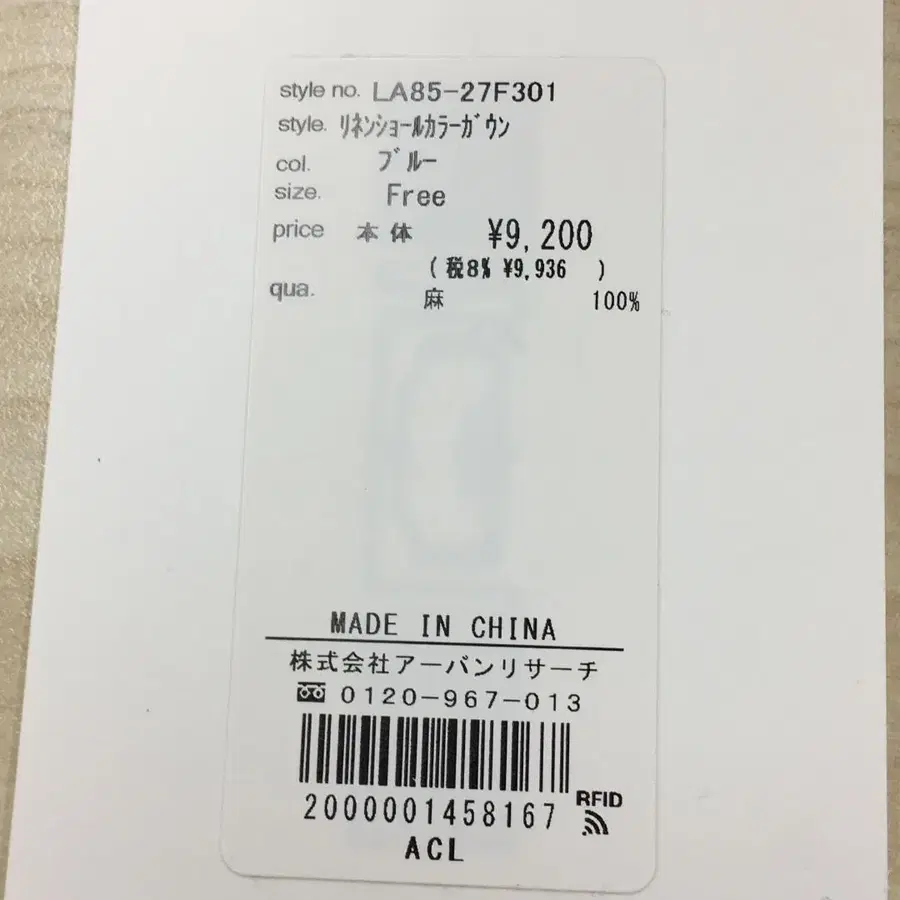 style no. LA85-27F301
style. ﾘﾈﾝｼｮｰﾙｶﾗｰｶﾞｳﾝ
col. ﾌﾞﾙｰ
size. Free
price 本体 ¥9,200
(税8% ¥9,936 )
qua. 麻 100%
MADE IN CHINA
株式会社アーバンリサーチ
0120-967-013
2000001458167
RFID
ACL